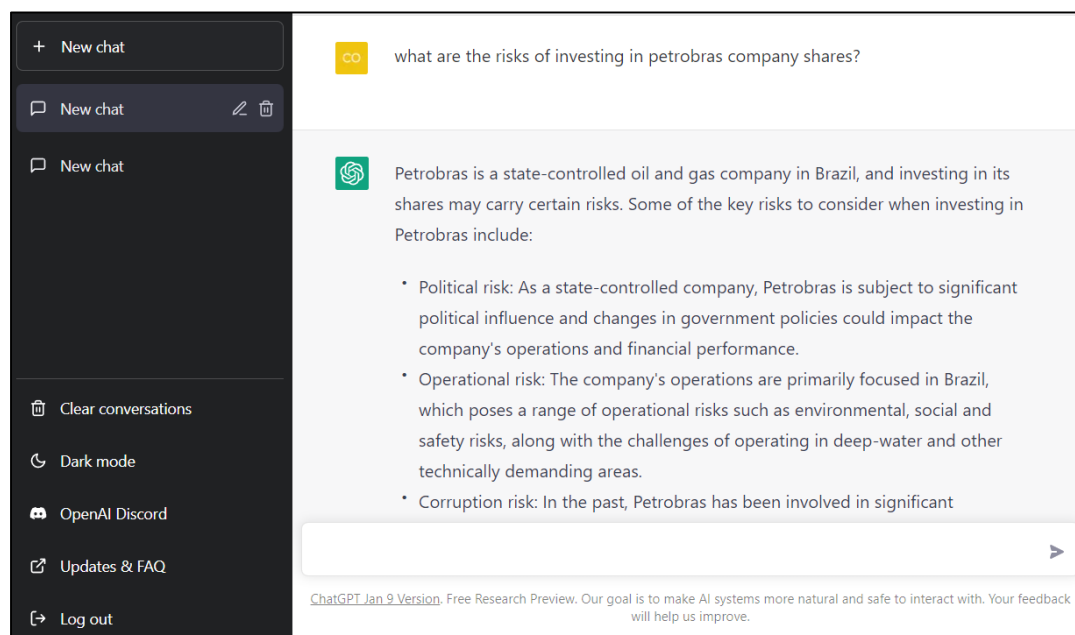 + New chat
New chat
New chat
Clear conversations
Dark mode
OpenAI Discord
Updates & FAQ
Log out
CO
what are the risks of investing in petrobras company shares?
Petrobras is a state-controlled oil and gas company in Brazil, and investing in its
shares may carry certain risks. Some of the key risks to consider when investing in
Petrobras include:
• Political risk: As a state-controlled company, Petrobras is subject to significant
political influence and changes in government policies could impact the
company's operations and financial performance.
• Operational risk: The company's operations are primarily focused in Brazil,
which poses a range of operational risks such as environmental, social and
safety risks, along with the challenges of operating in deep-water and other
technically demanding areas.
• Corruption risk: In the past, Petrobras has been involved in significant
ChatGPT Jan 9 Version. Free Research Preview. Our goal is to make AI systems more natural and safe to interact with. Your feedback
will help us improve.